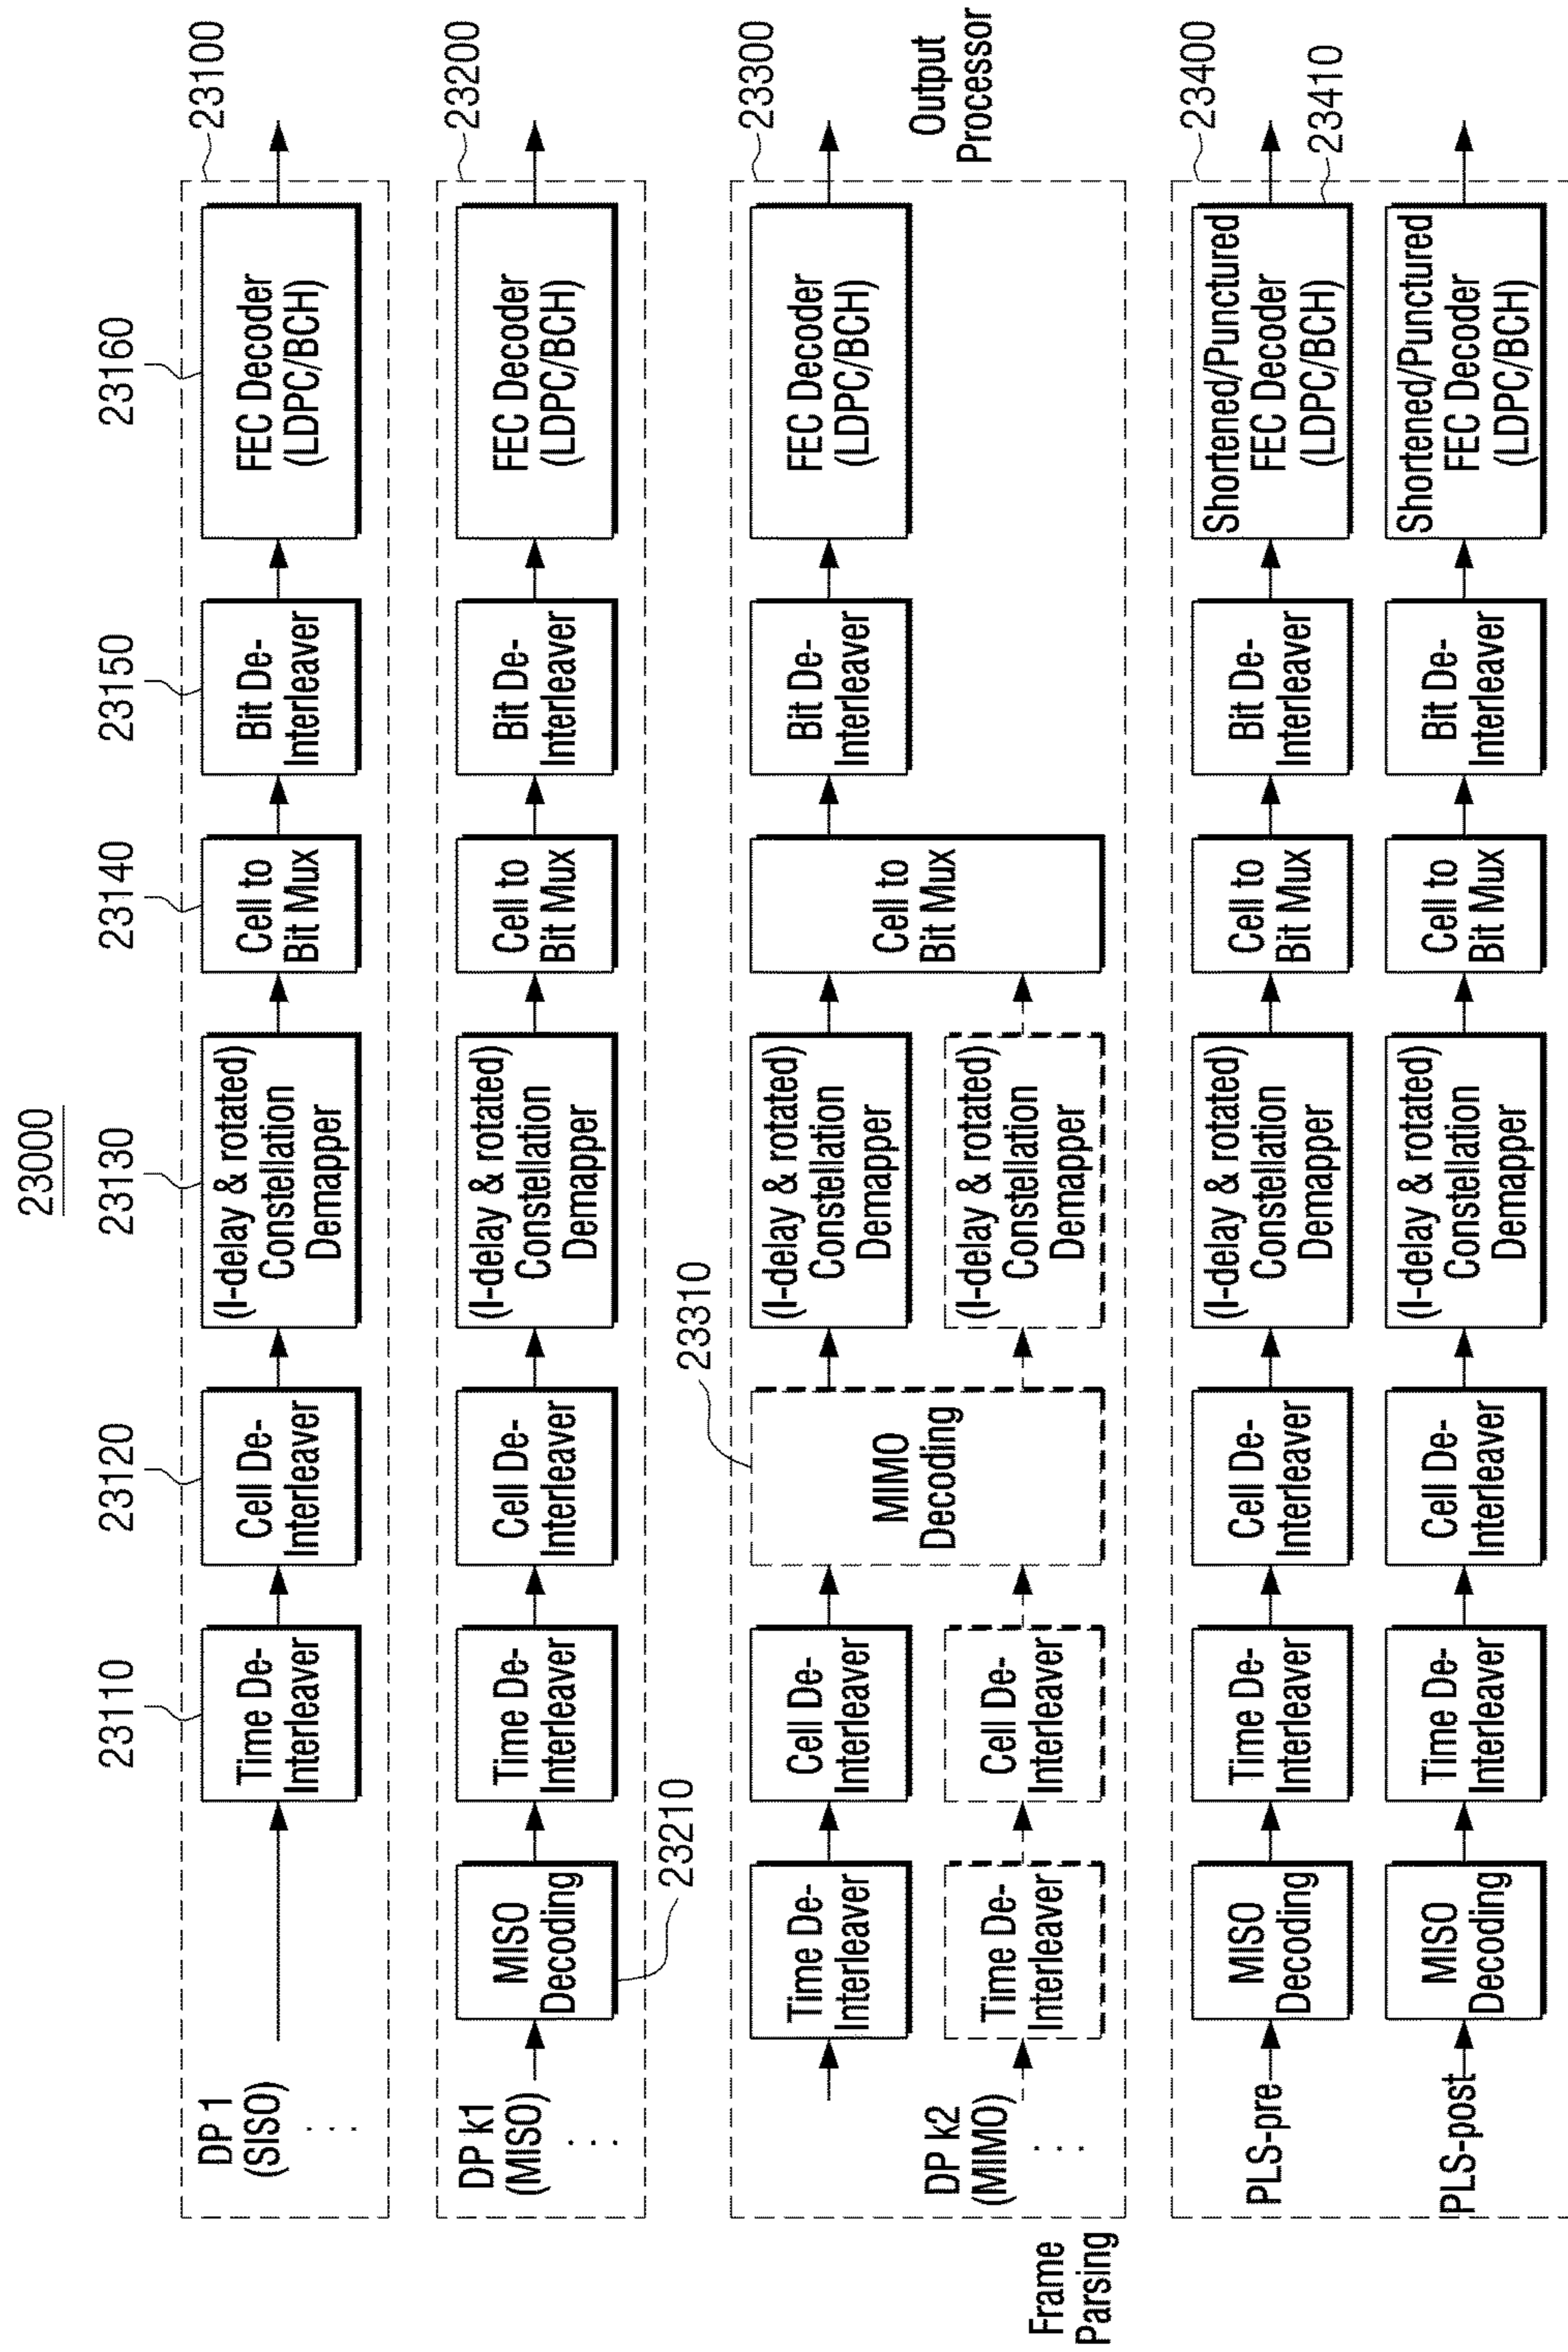 23000
23110
23120
23130
23140
23150
23160
23100
DP 1
(SISO)
...
Time De-
Interleaver
Cell De-
Interleaver
(I-delay & rotated)
Constellation
Demapper
Cell to
Bit Mux
Bit De-
Interleaver
FEC Decoder
(LDPC/BCH)
23200
DP k1
(MISO)
...
MISO
Decoding
Time De-
Interleaver
Cell De-
Interleaver
(I-delay & rotated)
Constellation
Demapper
Cell to
Bit Mux
Bit De-
Interleaver
FEC Decoder
(LDPC/BCH)
23210
23310
23300
Time De-
Interleaver
Cell De-
Interleaver
MIMO
Decoding
(I-delay & rotated)
Constellation
Demapper
Cell to
Bit Mux
Bit De-
Interleaver
FEC Decoder
(LDPC/BCH)
DP k2
(MIMO)
...
Time De-
Interleaver
Cell De-
Interleaver
(I-delay & rotated)
Constellation
Demapper
Frame
Parsing
Output
Processor
23400
PLS-pre
MISO
Decoding
Time De-
Interleaver
Cell De-
Interleaver
(I-delay & rotated)
Constellation
Demapper
Cell to
Bit Mux
Bit De-
Interleaver
Shortened/Punctured
FEC Decoder
(LDPC/BCH)
23410
PLS-post
MISO
Decoding
Time De-
Interleaver
Cell De-
Interleaver
(I-delay & rotated)
Constellation
Demapper
Cell to
Bit Mux
Bit De-
Interleaver
Shortened/Punctured
FEC Decoder
(LDPC/BCH)